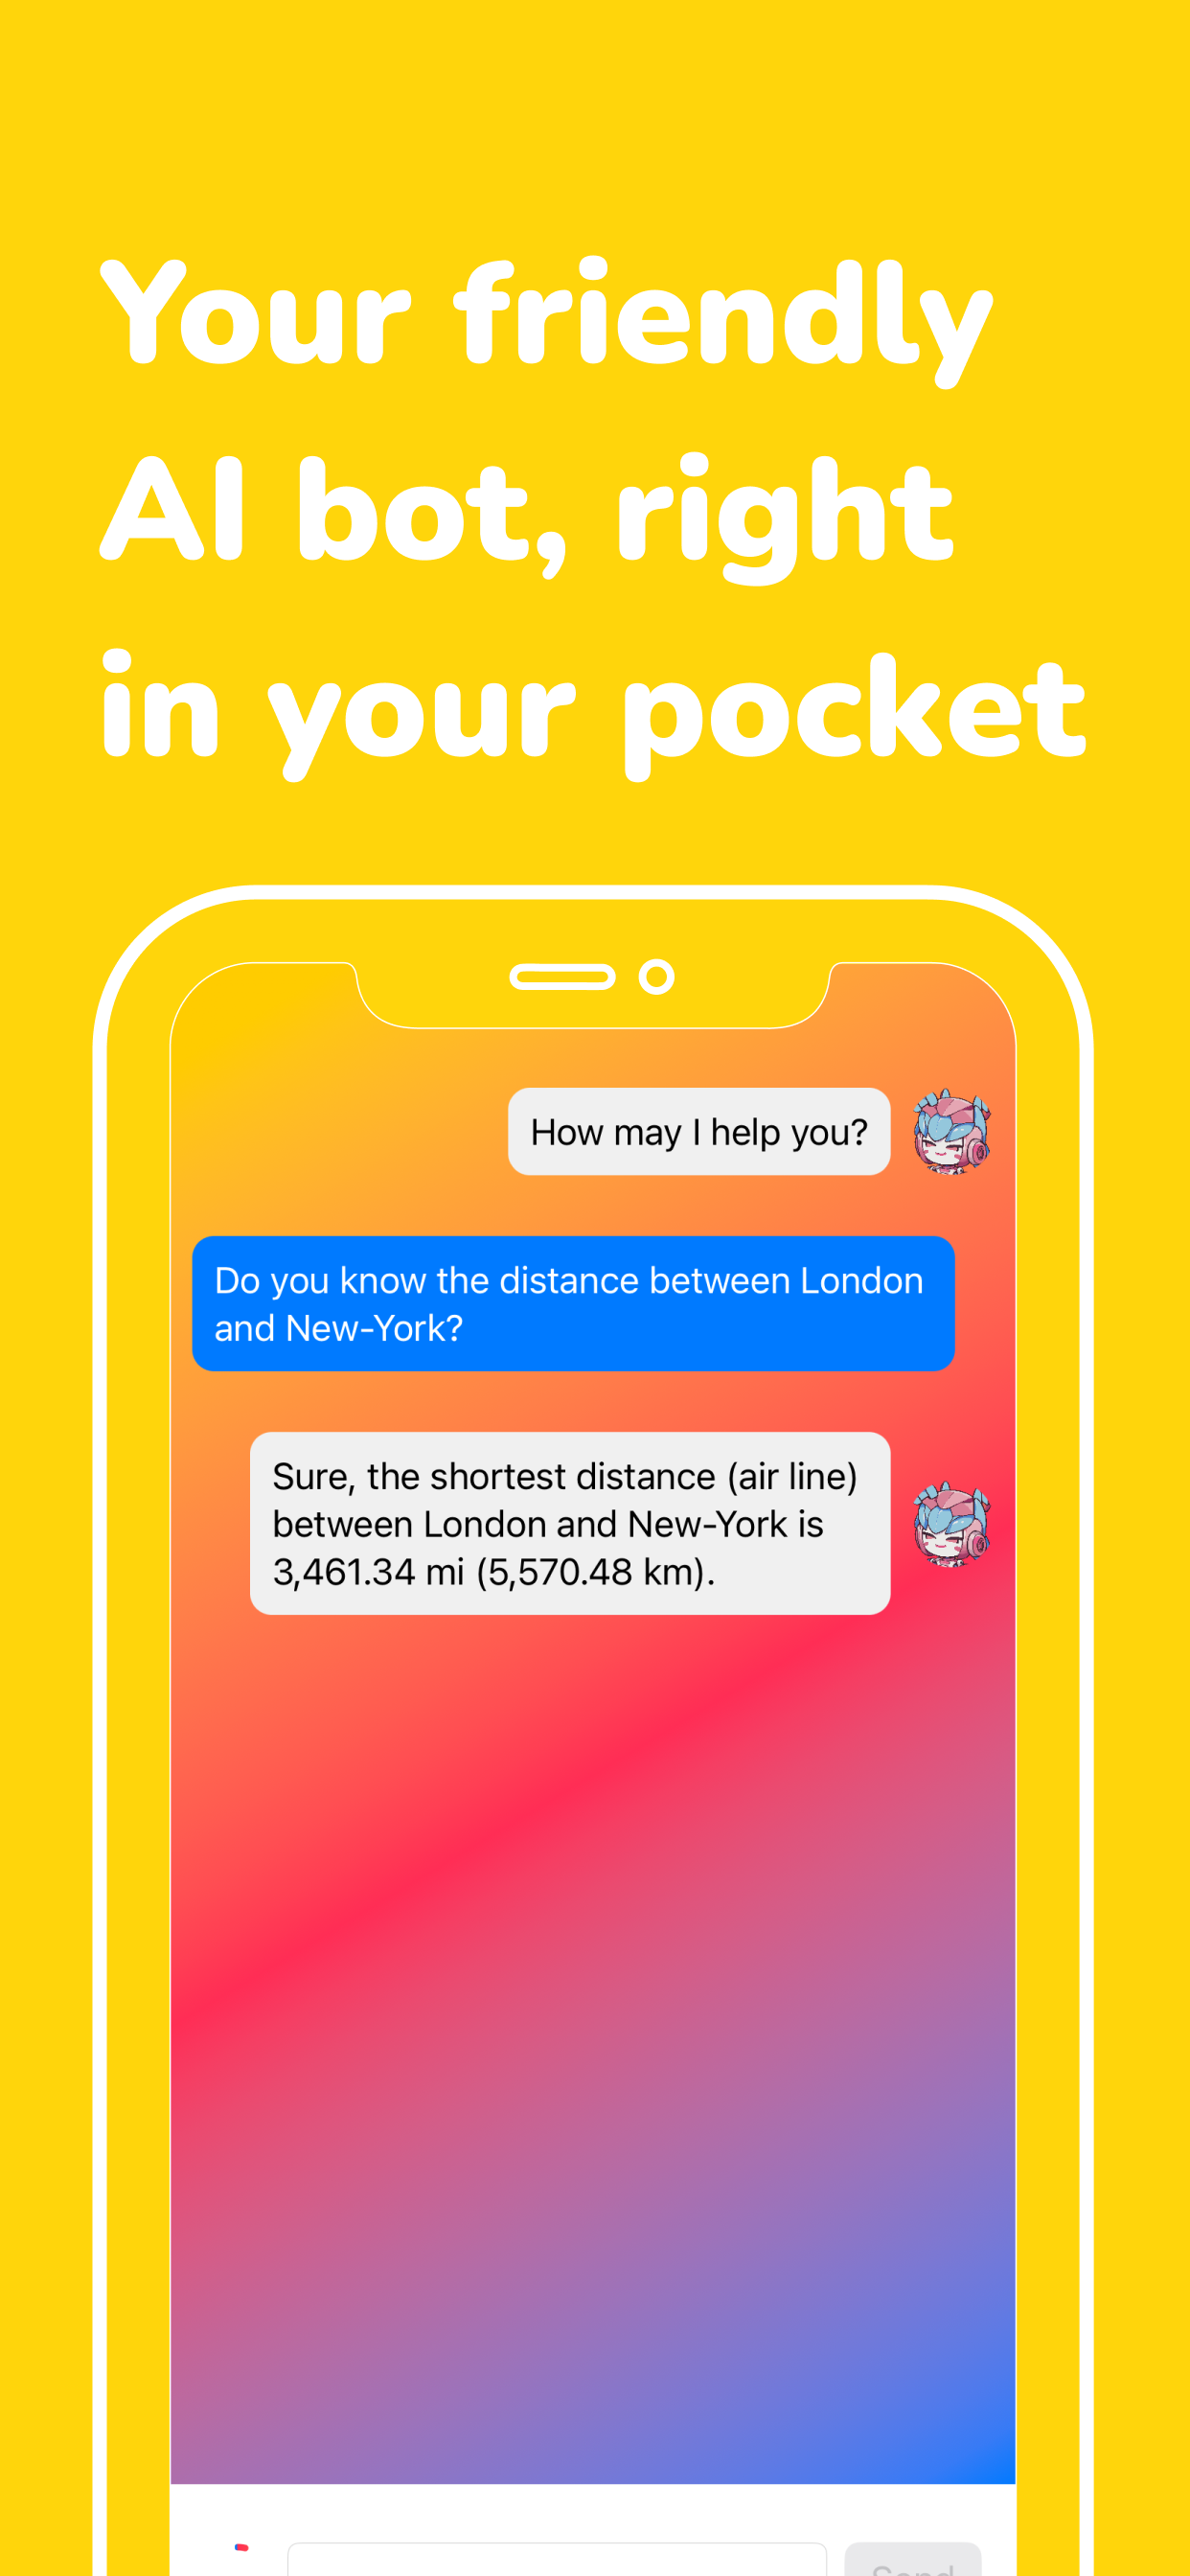 Your friendly
AI bot, right
in your pocket
How may I help you?
Do you know the distance between London
and New-York?
Sure, the shortest distance (air line)
between London and New-York is
3,461.34 mi (5,570.48 km).
Send